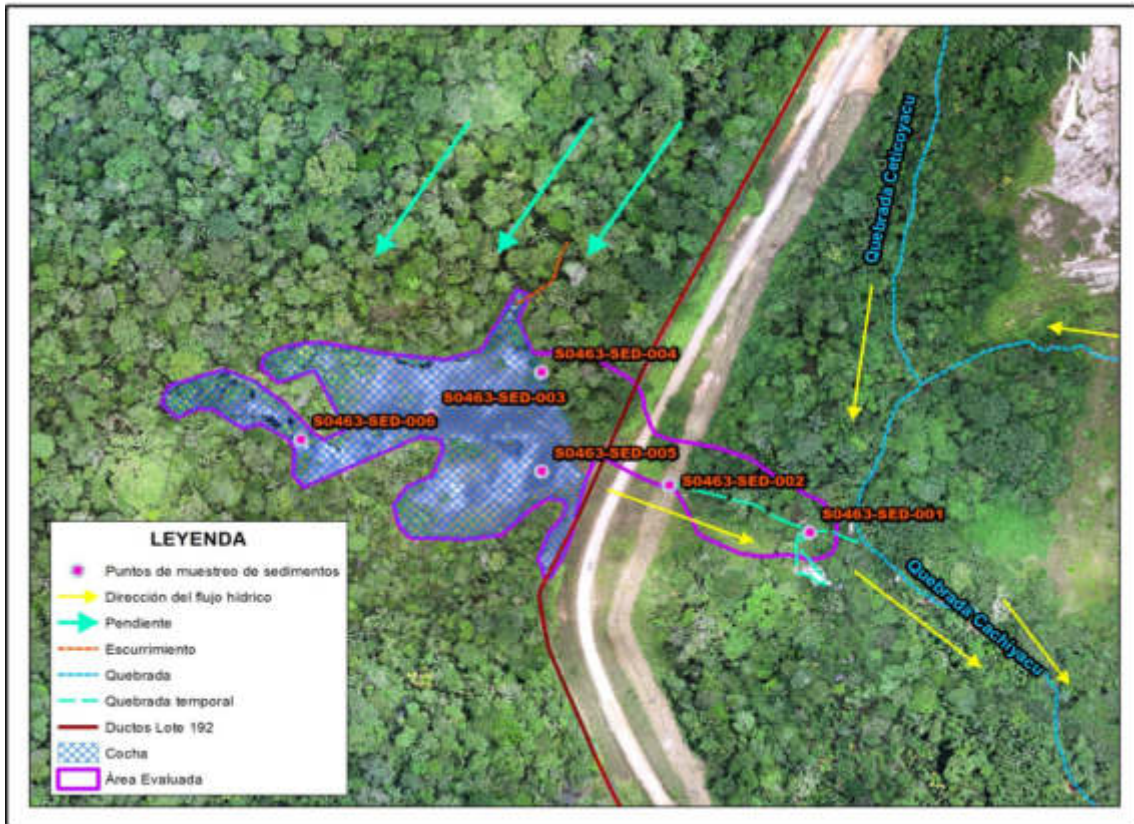 N
Quebrada Ceticoyacu
S0463-SED-004
S0463-SED-003
S0463-SED-006
S0463-SED-005
S0463-SED-002
S0463-SED-001
Quebrada Cachiyacu
LEYENDA
Puntos de muestreo de sedimentos
Dirección del flujo hídrico
Pendiente
Escurrimiento
Quebrada
Quebrada temporal
Ductos Lote 192
Cocha
Área Evaluada